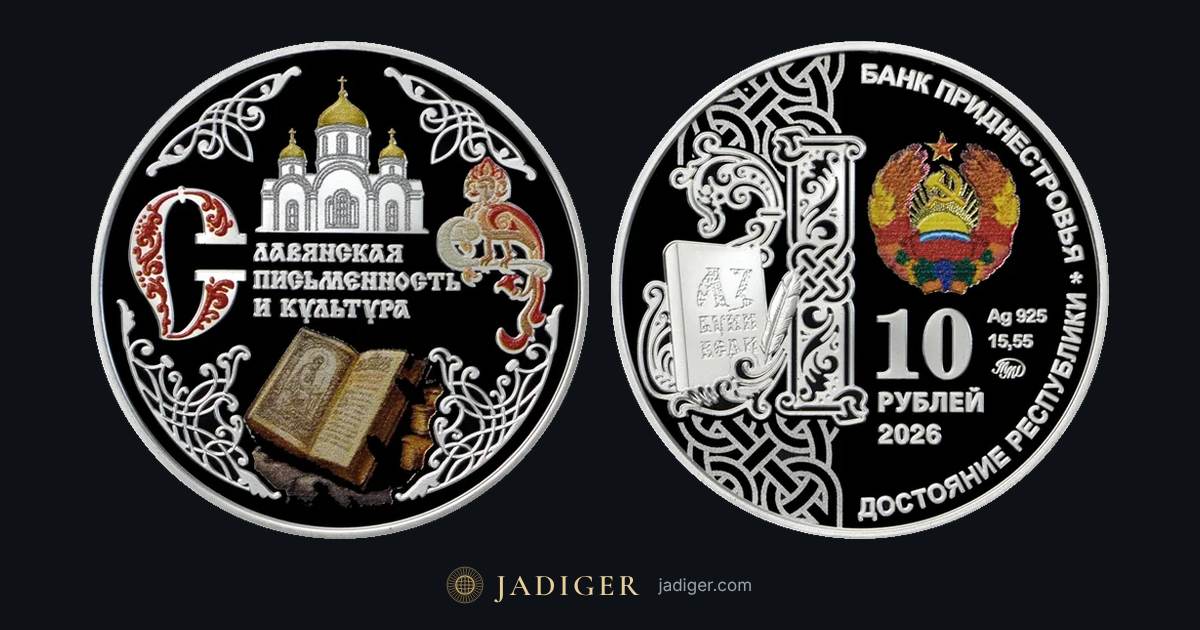 СЛАВЯНСКАЯ
ПИСЬМЕННОСТЬ
И КУЛЬТУРА
БАНК ПРИДНЕСТРОВЬЯ * ДОСТОЯНИЕ РЕСПУБЛИКИ
АЗ
БУКИ
ВЕДИ
10
РУБЛЕЙ
2026
Ag 925
15,55
ММД
JADIGER
jadiger.com